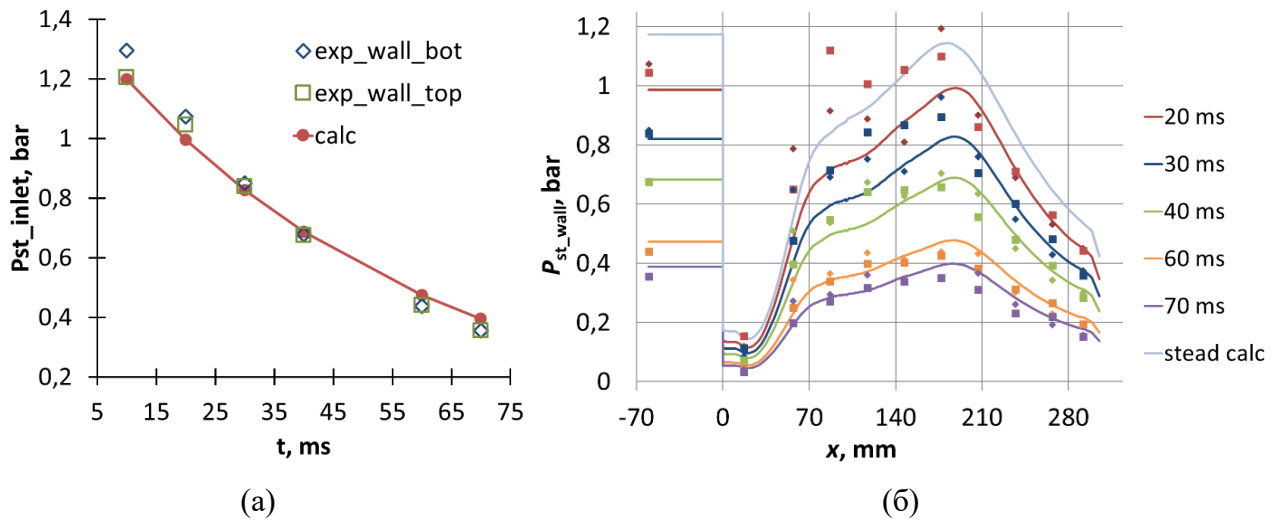 1,4
1,2
1
0,8
0,6
0,4
0,2
Pst_inlet, bar
5 15 25 35 45 55 65 75
t, ms
exp_wall_bot
exp_wall_top
calc
(а)
1,2
1
0,8
0,6
0,4
0,2
0
Pst_wall, bar
-70 0 70 140 210 280
x, mm
20 ms
30 ms
40 ms
60 ms
70 ms
stead calc
(б)